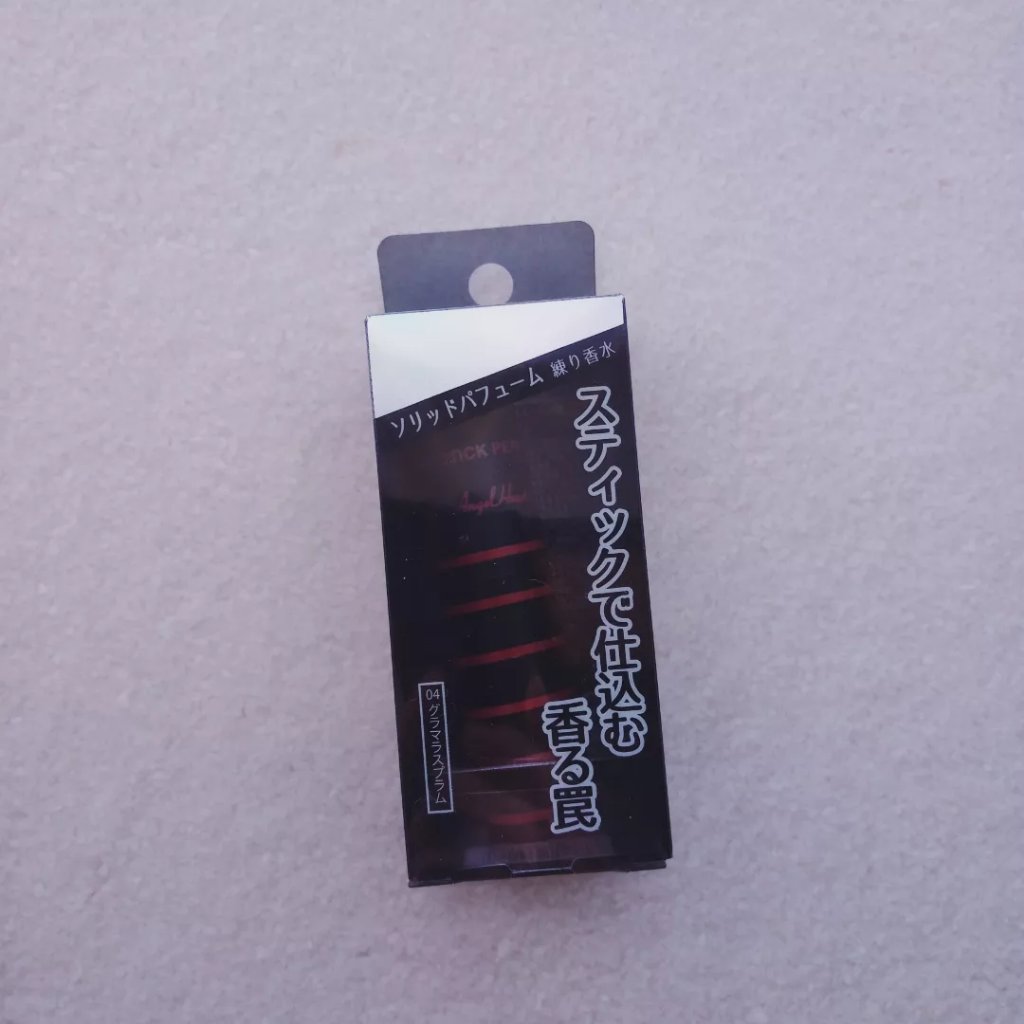 ソリッドパフューム 練り香水
スティックで仕込む
香る罠
Angel
04 グラマラスプラム